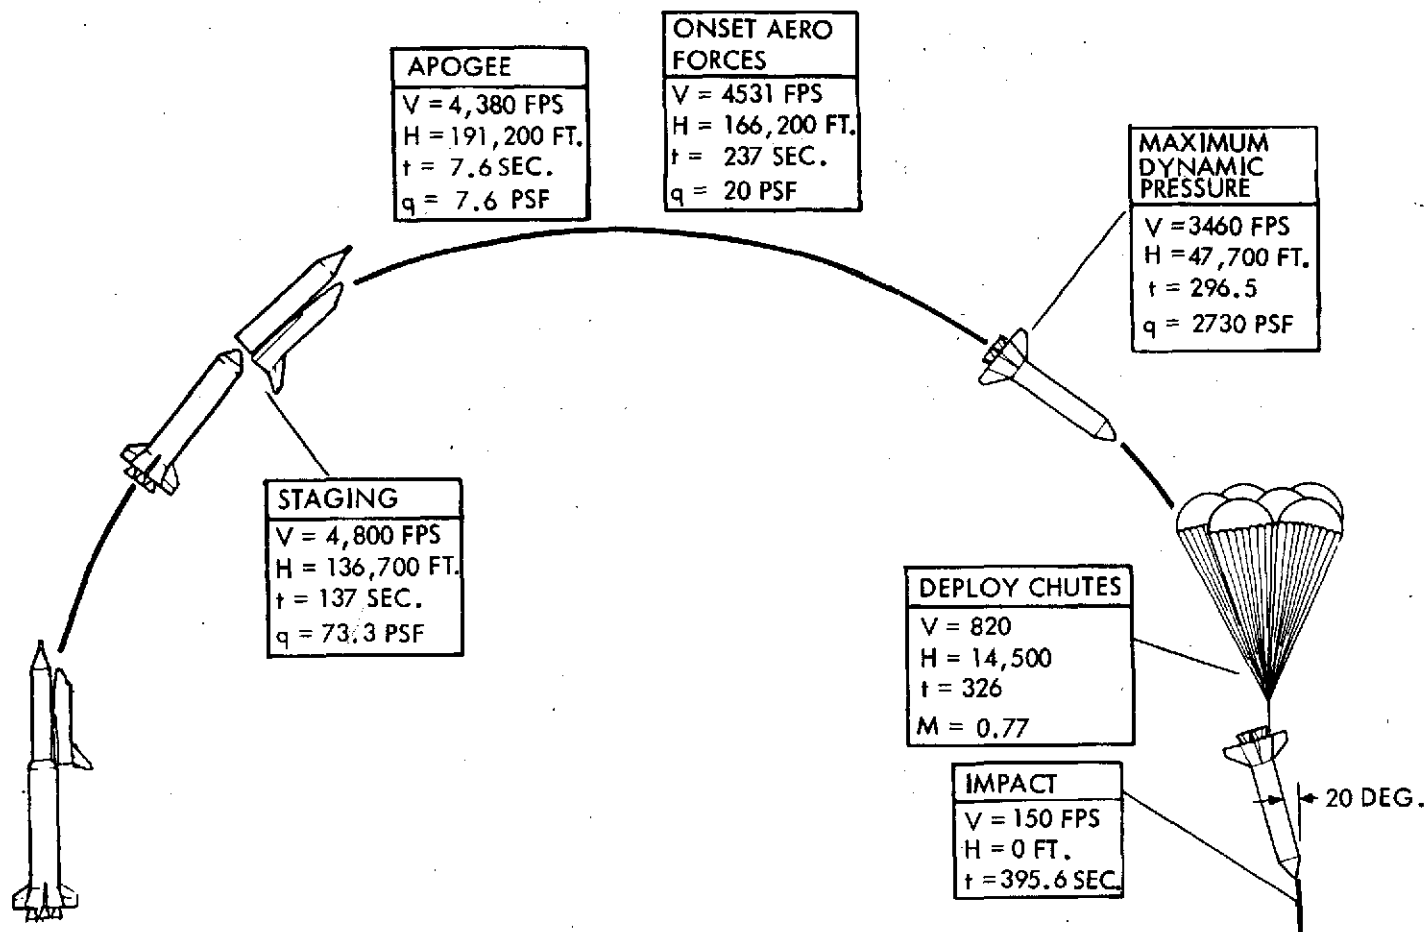 APOGEE
V = 4,380 FPS
H = 191,200 FT.
t = 7.6 SEC.
q = 7.6 PSF
ONSET AERO
FORCES
V = 4531 FPS
H = 166,200 FT.
t = 237 SEC.
q = 20 PSF
MAXIMUM
DYNAMIC
PRESSURE
V =3460 FPS
H = 47,700 FT.
t = 296.5
q = 2730 PSF
STAGING
V = 4,800 FPS
H = 136,700 FT.
t = 137 SEC.
q = 73.3 PSF
DEPLOY CHUTES
V = 820
H = 14,500
t = 326
M = 0.77
IMPACT
V = 150 FPS
H = 0 FT.
t = 395.6 SEC.
20 DEG.